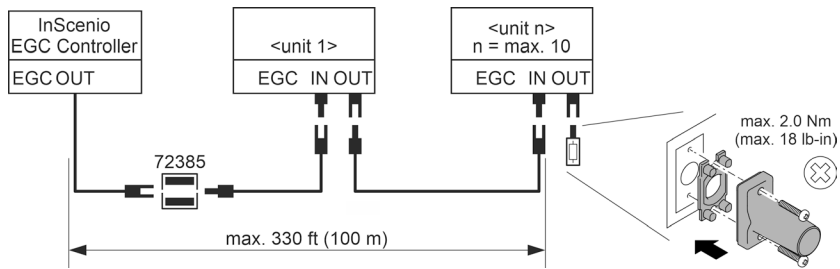 InScenio
EGC Controller
EGC OUT
<unit 1>
EGC IN OUT
<unit n>
n = max. 10
EGC IN OUT
72385
max. 330 ft (100 m)
max. 2.0 Nm
(max. 18 lb-in)